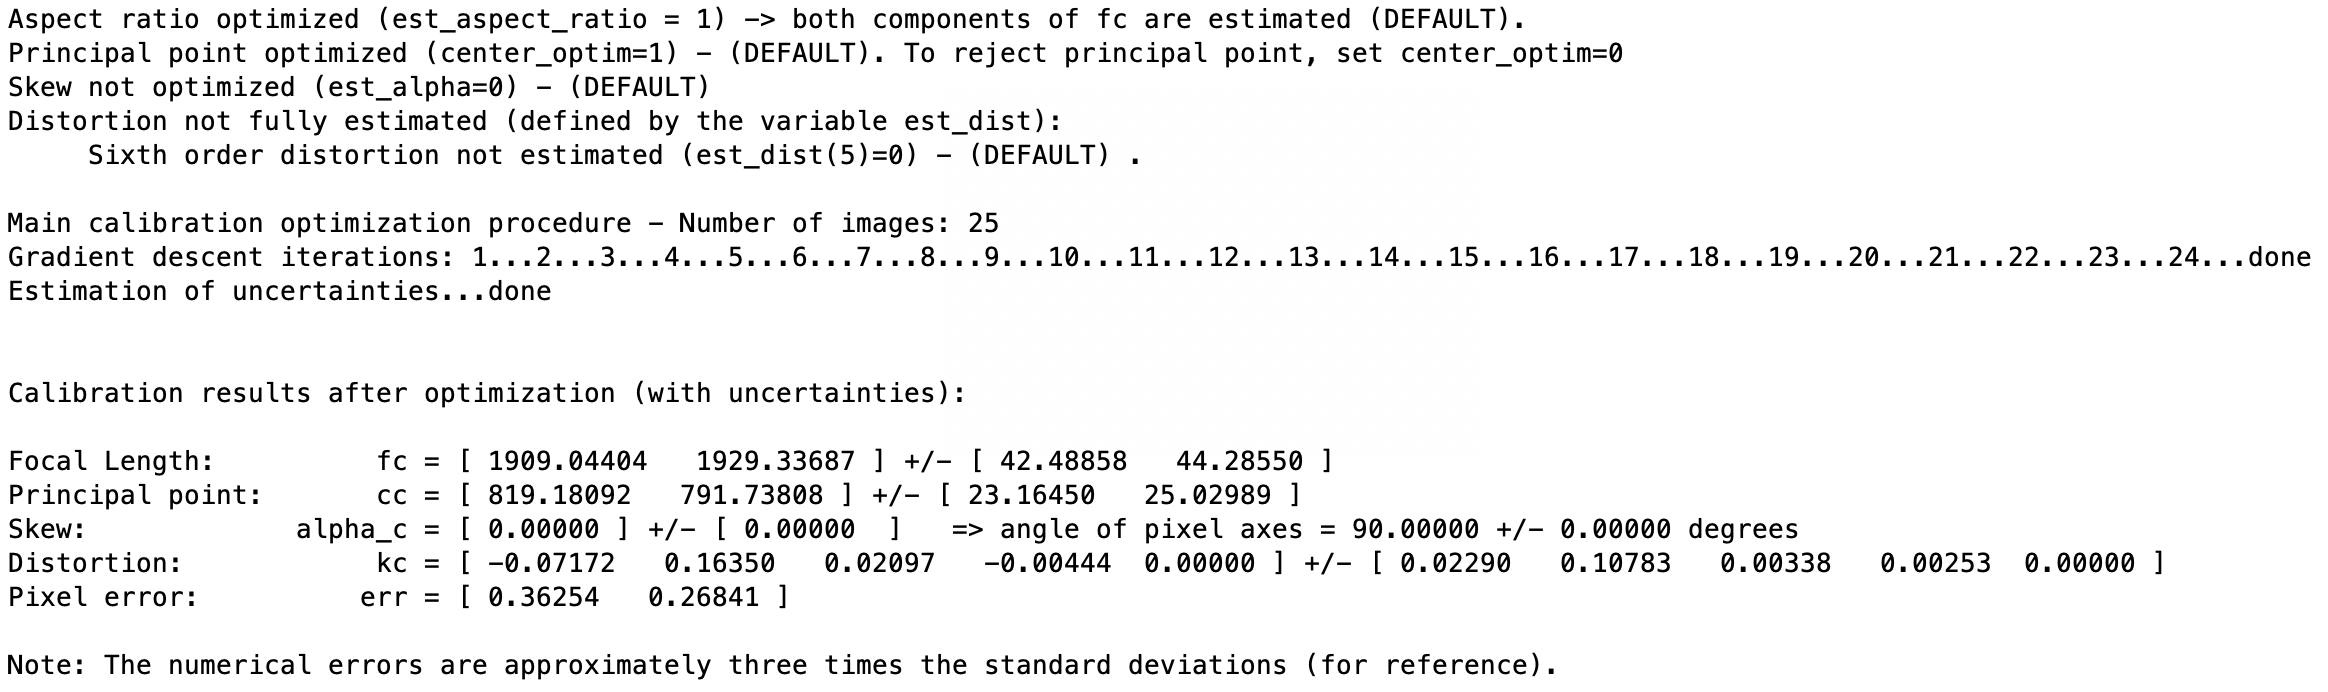 Aspect ratio optimized (est_aspect_ratio = 1) -> both components of fc are estimated (DEFAULT).
Principal point optimized (center_optim=1) - (DEFAULT). To reject principal point, set center_optim=0
Skew not optimized (est_alpha=0) - (DEFAULT)
Distortion not fully estimated (defined by the variable est_dist):
     Sixth order distortion not estimated (est_dist(5)=0) - (DEFAULT) .

Main calibration optimization procedure - Number of images: 25
Gradient descent iterations: 1...2...3...4...5...6...7...8...9...10...11...12...13...14...15...16...17...18...19...20...21...22...23...24...done
Estimation of uncertainties...done

Calibration results after optimization (with uncertainties):

Focal Length:          fc = [ 1909.04404   1929.33687 ] +/- [ 42.48858   44.28550 ]
Principal point:       cc = [ 819.18092   791.73808 ] +/- [ 23.16450   25.02989 ]
Skew:             alpha_c = [ 0.00000 ] +/- [ 0.00000  ]   => angle of pixel axes = 90.00000 +/- 0.00000 degrees
Distortion:            kc = [ -0.07172   0.16350   0.02097   -0.00444  0.00000 ] +/- [ 0.02290   0.10783   0.00338   0.00253  0.00000 ]
Pixel error:          err = [ 0.36254   0.26841 ]

Note: The numerical errors are approximately three times the standard deviations (for reference).